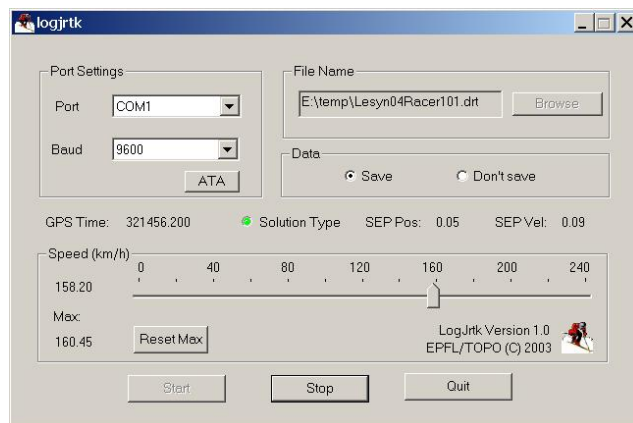 logjrtk
Port Settings
Port COM1
Baud 9600
ATA
File Name
E:\temp\Lesyn04Racer101.drt Browse
Data
Save Don't save
GPS Time: 321456.200 Solution Type SEP Pos: 0.05 SEP Vel: 0.09
Speed (km/h)
0 40 80 120 160 200 240
158.20
Max:
160.45
Reset Max
LogJrtk Version 1.0
EPFL/TOPO (C) 2003
Start Stop Quit